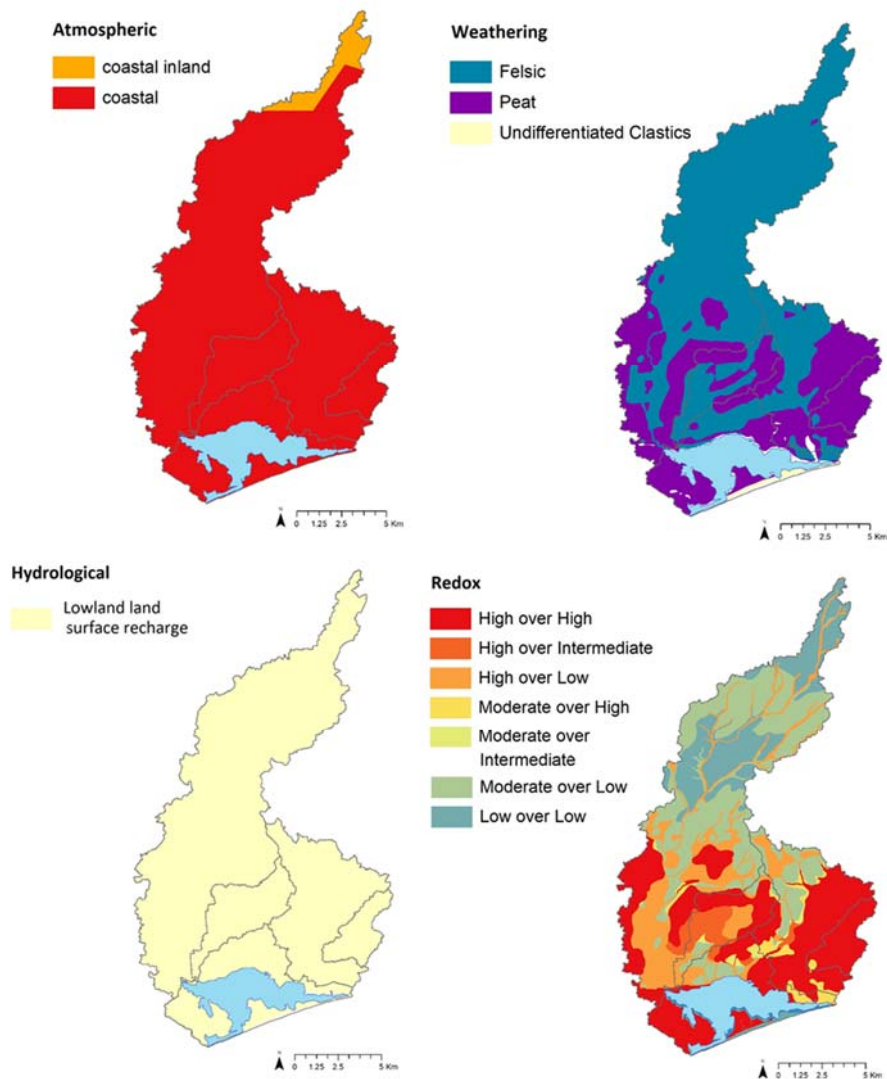 Atmospheric
coastal inland
coastal
N
0 1.25 2.5 5 Km
Weathering
Felsic
Peat
Undifferentiated Clastics
N
0 1.25 2.5 5 Km
Hydrological
Lowland land
surface recharge
N
0 1.25 2.5 5 Km
Redox
High over High
High over Intermediate
High over Low
Moderate over High
Moderate over
Intermediate
Moderate over Low
Low over Low
N
0 1.25 2.5 5 Km